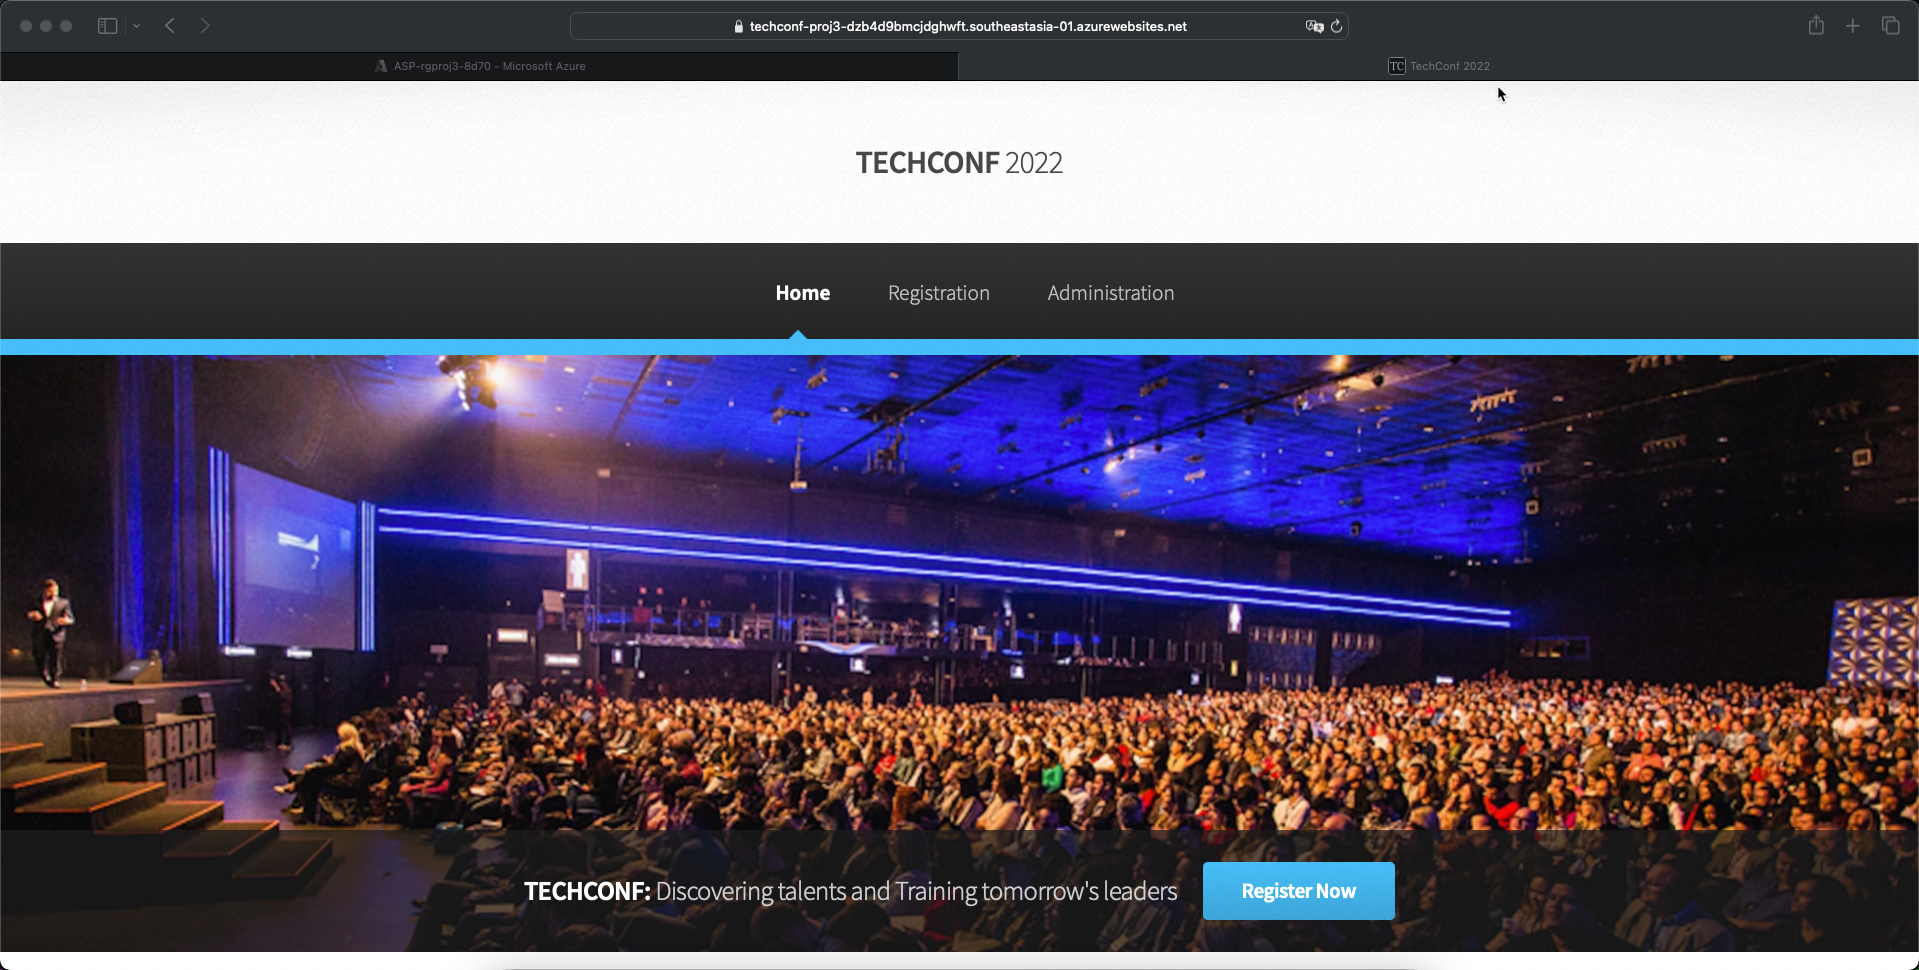 techconf-proj3-dzb4d9bmcjdghwft.southeastasia-01.azurewebsites.net
ASP-rgproj3-8d70 - Microsoft Azure
TC TechConf 2022
TECHCONF 2022
Home Registration Administration
TECHCONF: Discovering talents and Training tomorrow's leaders Register Now